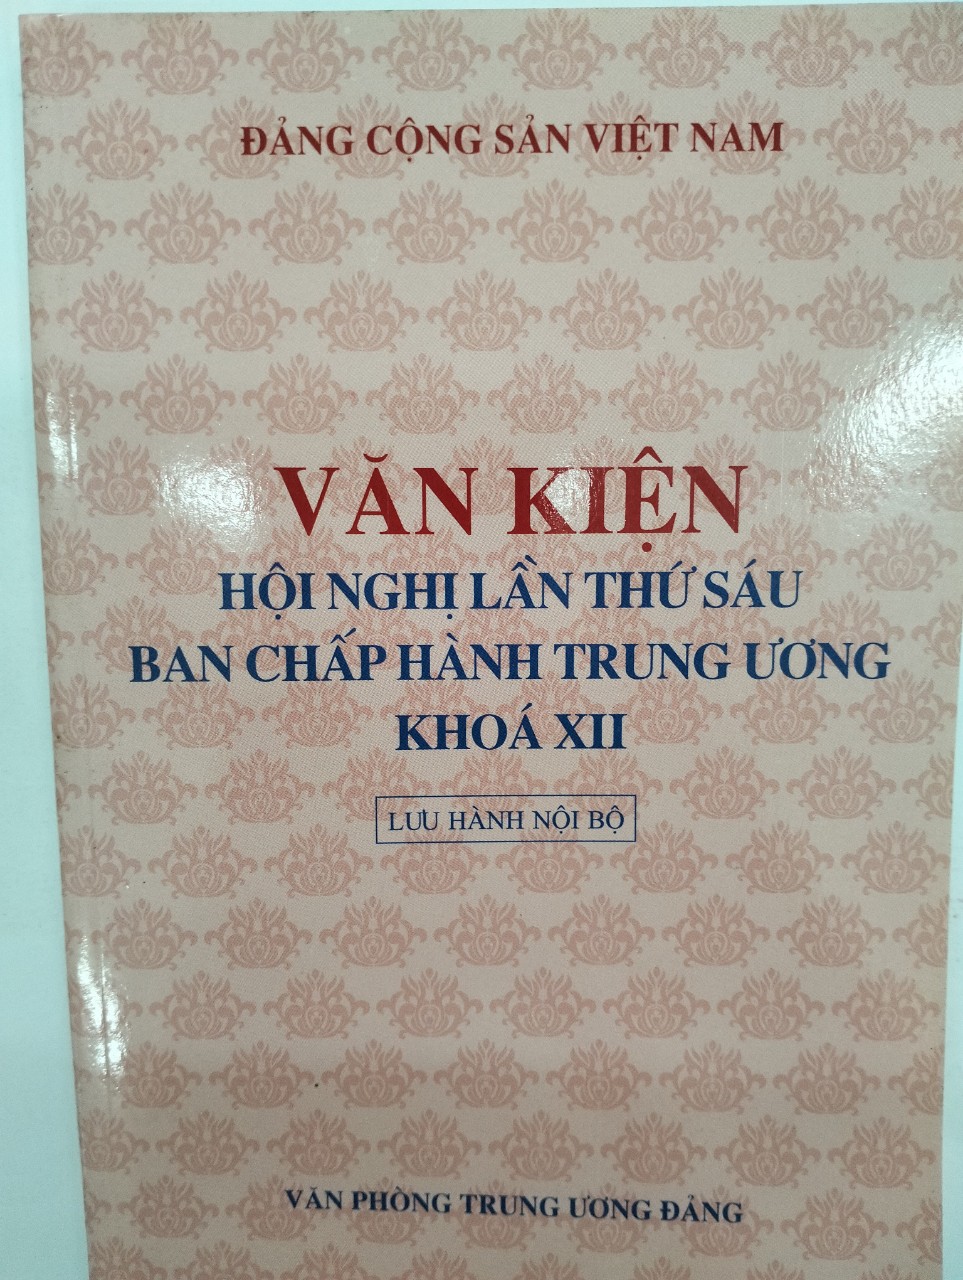 ĐẢNG CỘNG SẢN VIỆT NAM
VĂN KIỆN
HỘI NGHỊ LẦN THỨ SÁU
BAN CHẤP HÀNH TRUNG ƯƠNG
KHOÁ XII
LƯU HÀNH NỘI BỘ
VĂN PHÒNG TRUNG ƯƠNG ĐẢNG